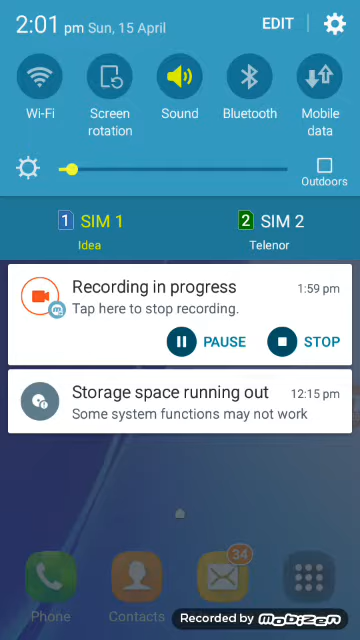 2:01 pm Sun, 15 April EDIT
Wi-Fi
Screen rotation
Sound
Bluetooth
Mobile data
Outdoors
1 SIM 1
Idea
2 SIM 2
Telenor
Recording in progress 1:59 pm
Tap here to stop recording.
PAUSE STOP
Storage space running out 12:15 pm
Some system functions may not work
34
Phone
Contacts
Recorded by Mobizen